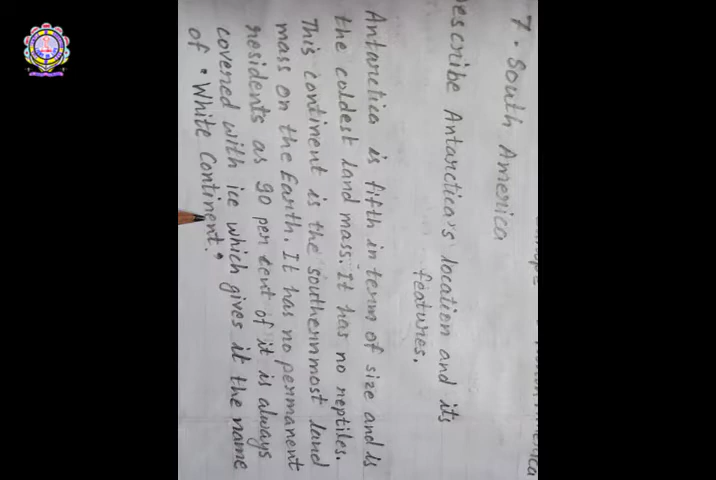 7. South America
escribe Antarctica's location and its
features.
Antarctica is fifth in term of size and is
the coldest land mass. It has no reptiles.
This continent is the southernmost land
mass on the Earth. It has no permanent
residents as 90 per cent of it is always
covered with ice which gives it the name
of "White Continent."